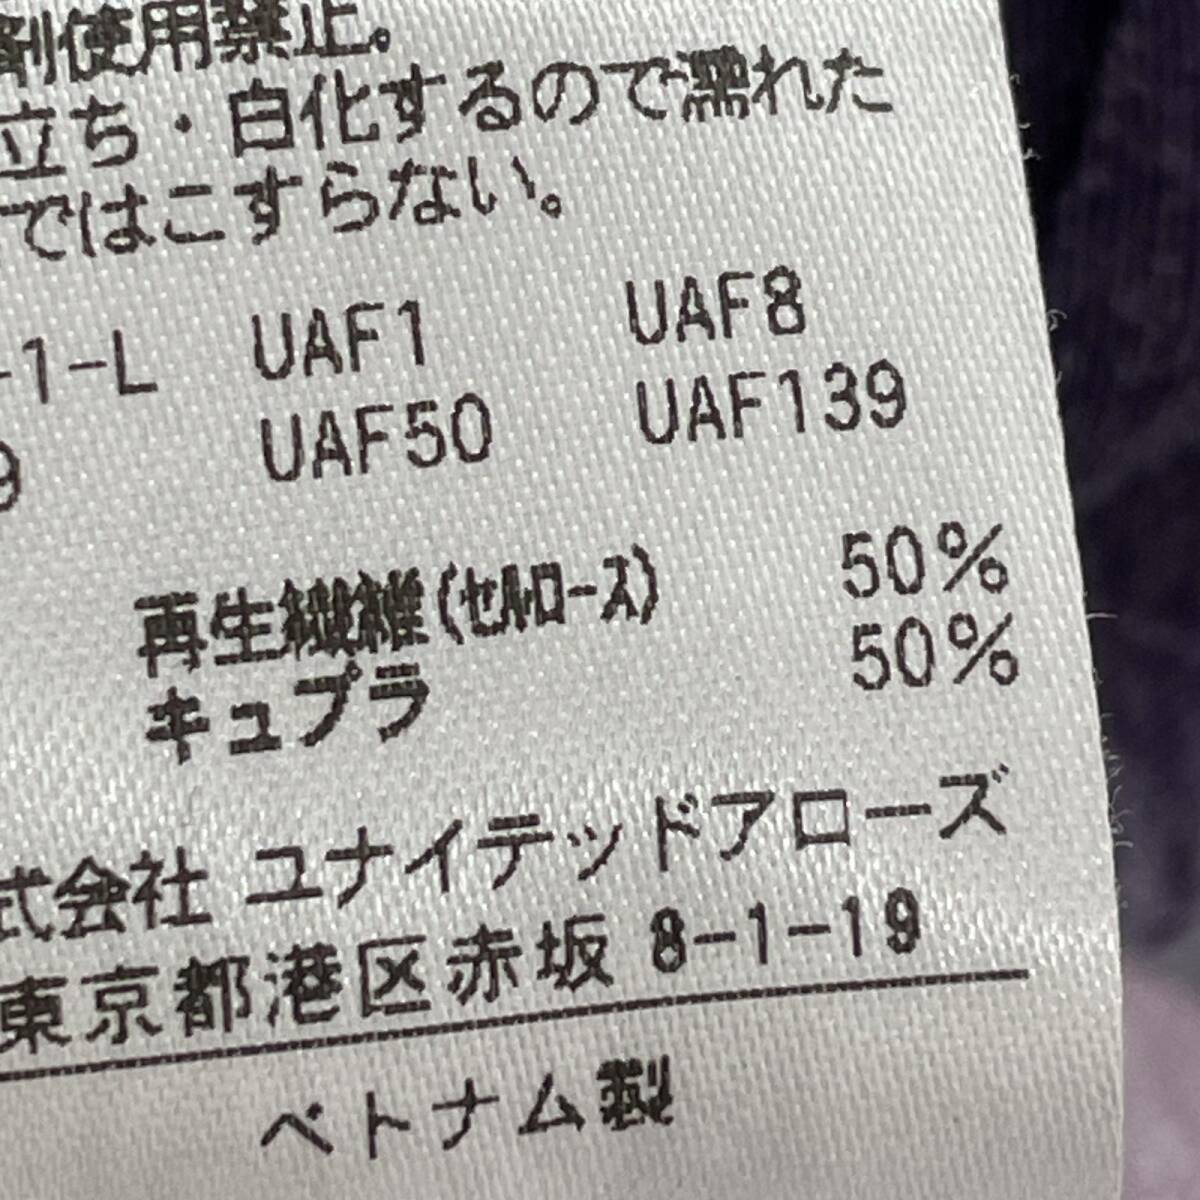 剤使用禁止。
立ち・白化するので濡れた
ではこすらない。
-1-L UAF1 UAF8
9 UAF50 UAF139
再生繊維(セルロース) 50%
キュプラ 50%
式会社 ユナイテッドアローズ
東京都港区赤坂 8-1-19
ベトナム製